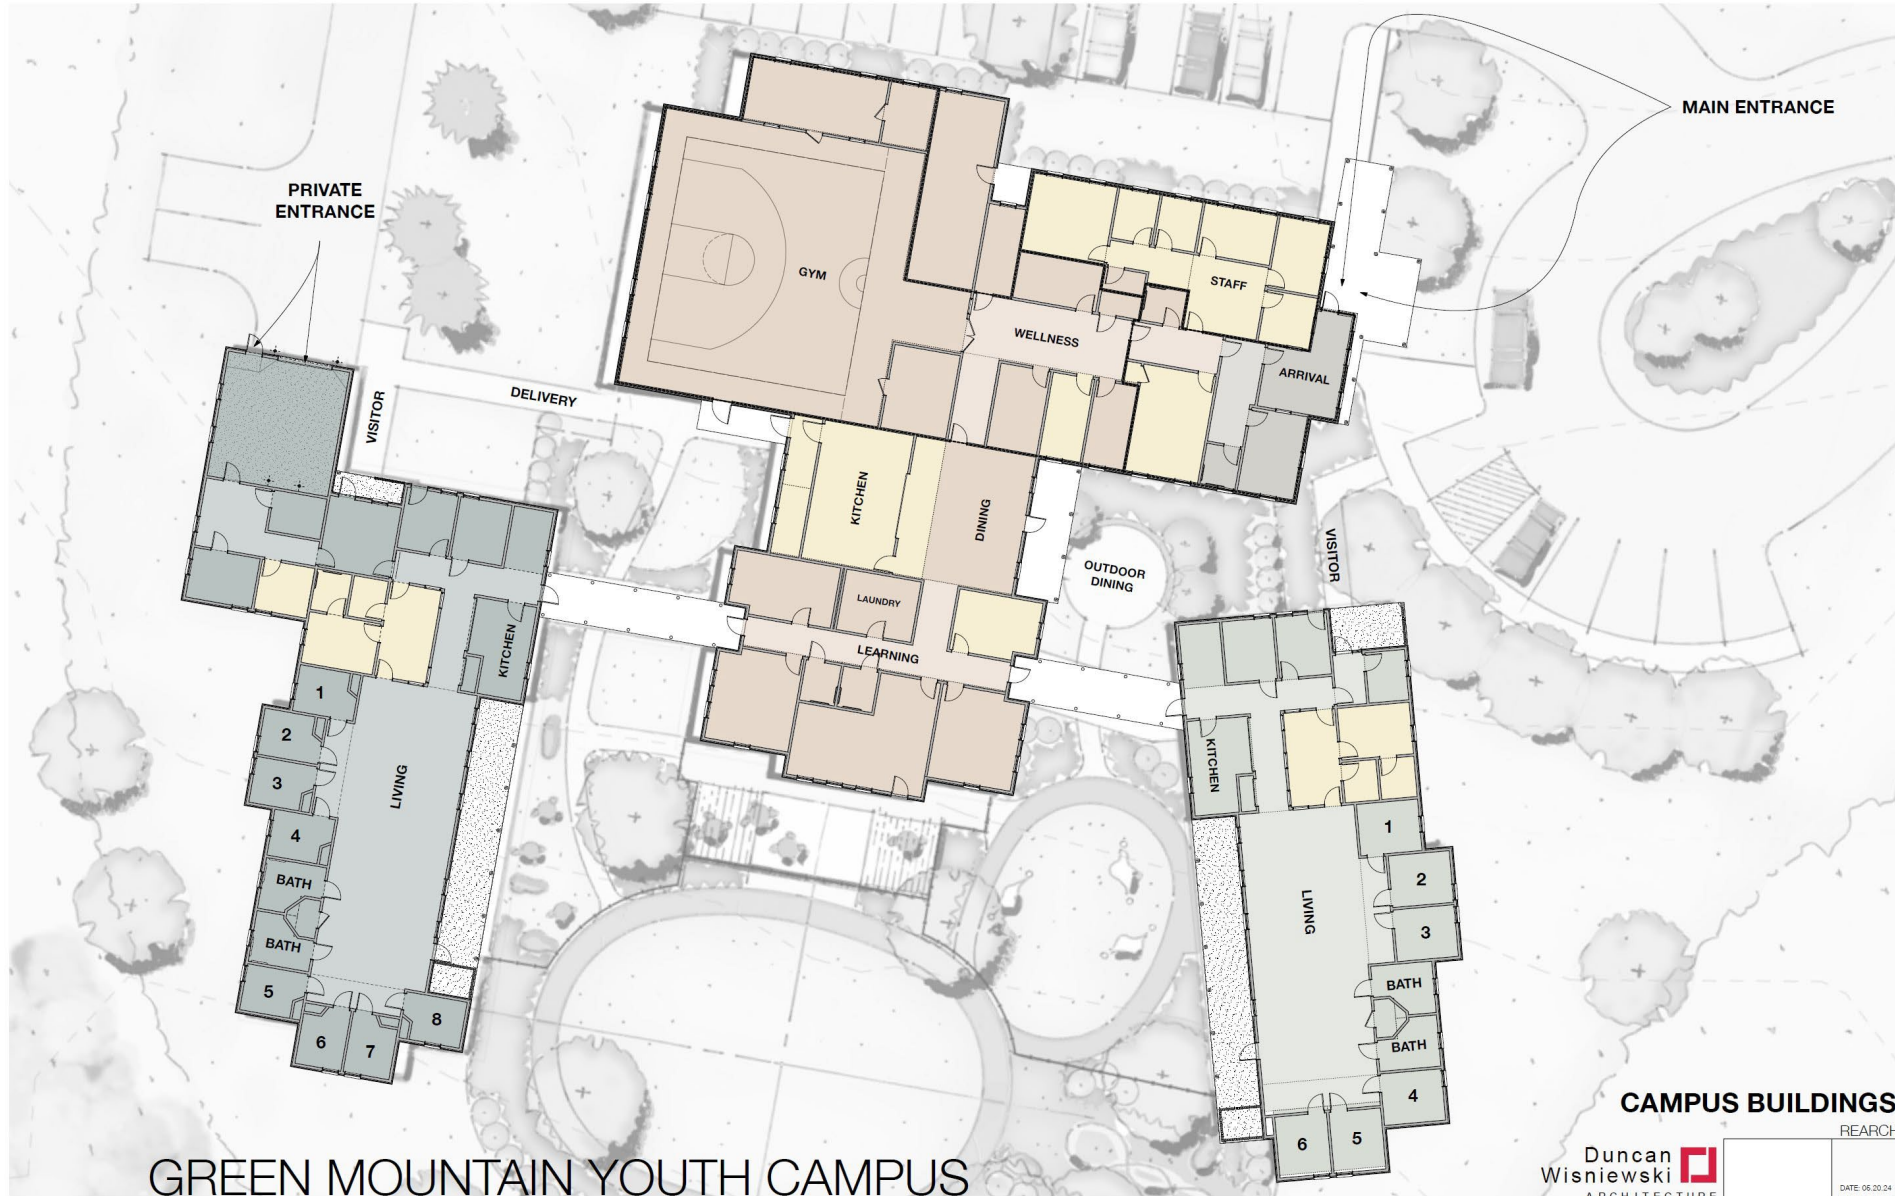 MAIN ENTRANCE
PRIVATE
ENTRANCE
GYM
STAFF
WELLNESS
ARRIVAL
DELIVERY
VISITOR
KITCHEN
DINING
OUTDOOR
DINING
VISITOR
LAUNDRY
LEARNING
KITCHEN
1
2
3
4
LIVING
BATH
BATH
5
6
7
8
KITCHEN
1
2
3
LIVING
BATH
BATH
4
5
6
CAMPUS BUILDINGS
REARCH
Duncan
Wisniewski
ARCHITECTURE
DATE: 06.20.24
GREEN MOUNTAIN YOUTH CAMPUS